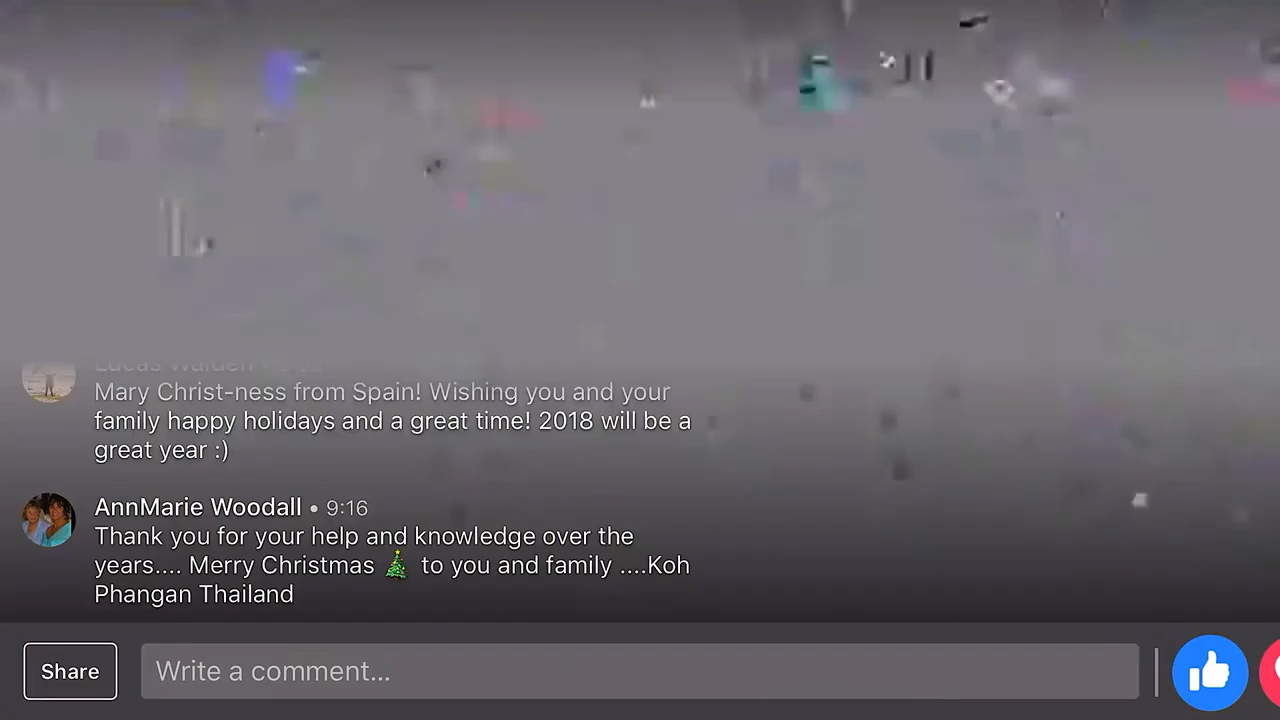 Lucas Walden
Mary Christ-ness from Spain! Wishing you and your
family happy holidays and a great time! 2018 will be a
great year :)
AnnMarie Woodall • 9:16
Thank you for your help and knowledge over the
years.... Merry Christmas 🎄 to you and family ....Koh
Phangan Thailand
Share
Write a comment...